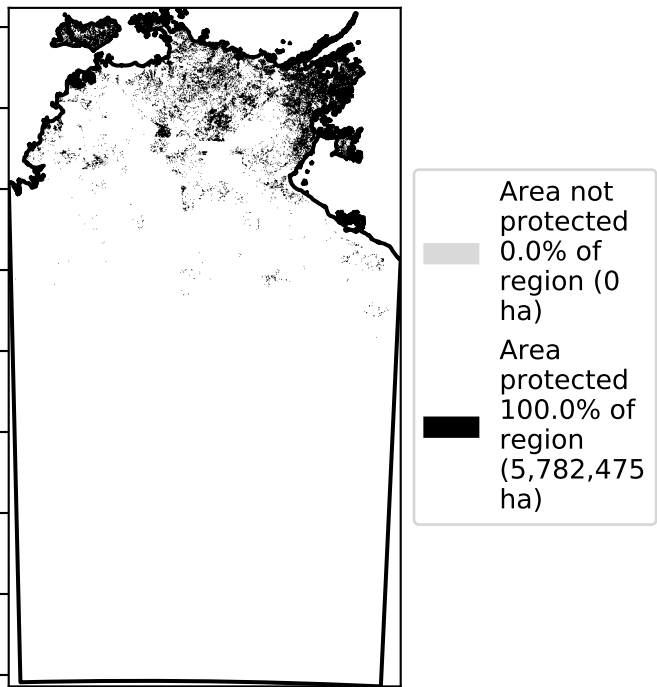 Area not
protected
0.0% of
region (0
ha)
Area
protected
100.0% of
region
(5,782,475
ha)